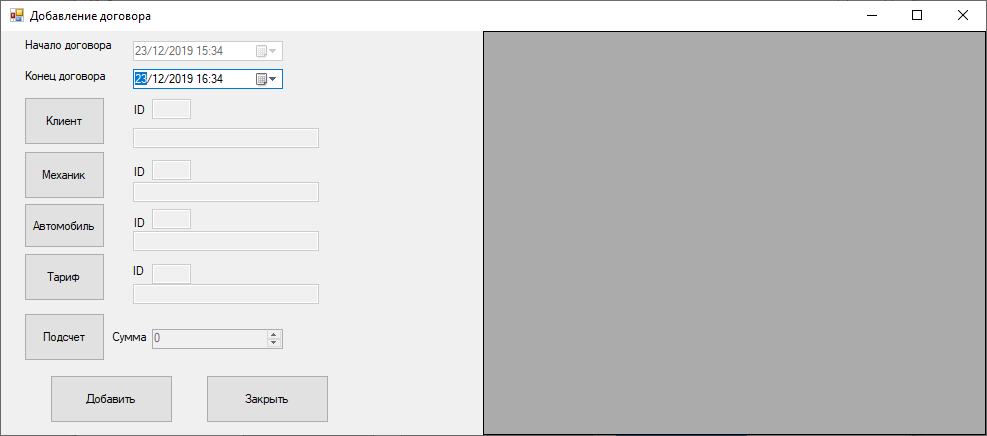 Добавление договора
Начало договора 23/12/2019 15:34
Конец договора 23/12/2019 16:34
Клиент ID
Механик ID
Автомобиль ID
Тариф ID
Подсчет Сумма 0
Добавить Закрыть